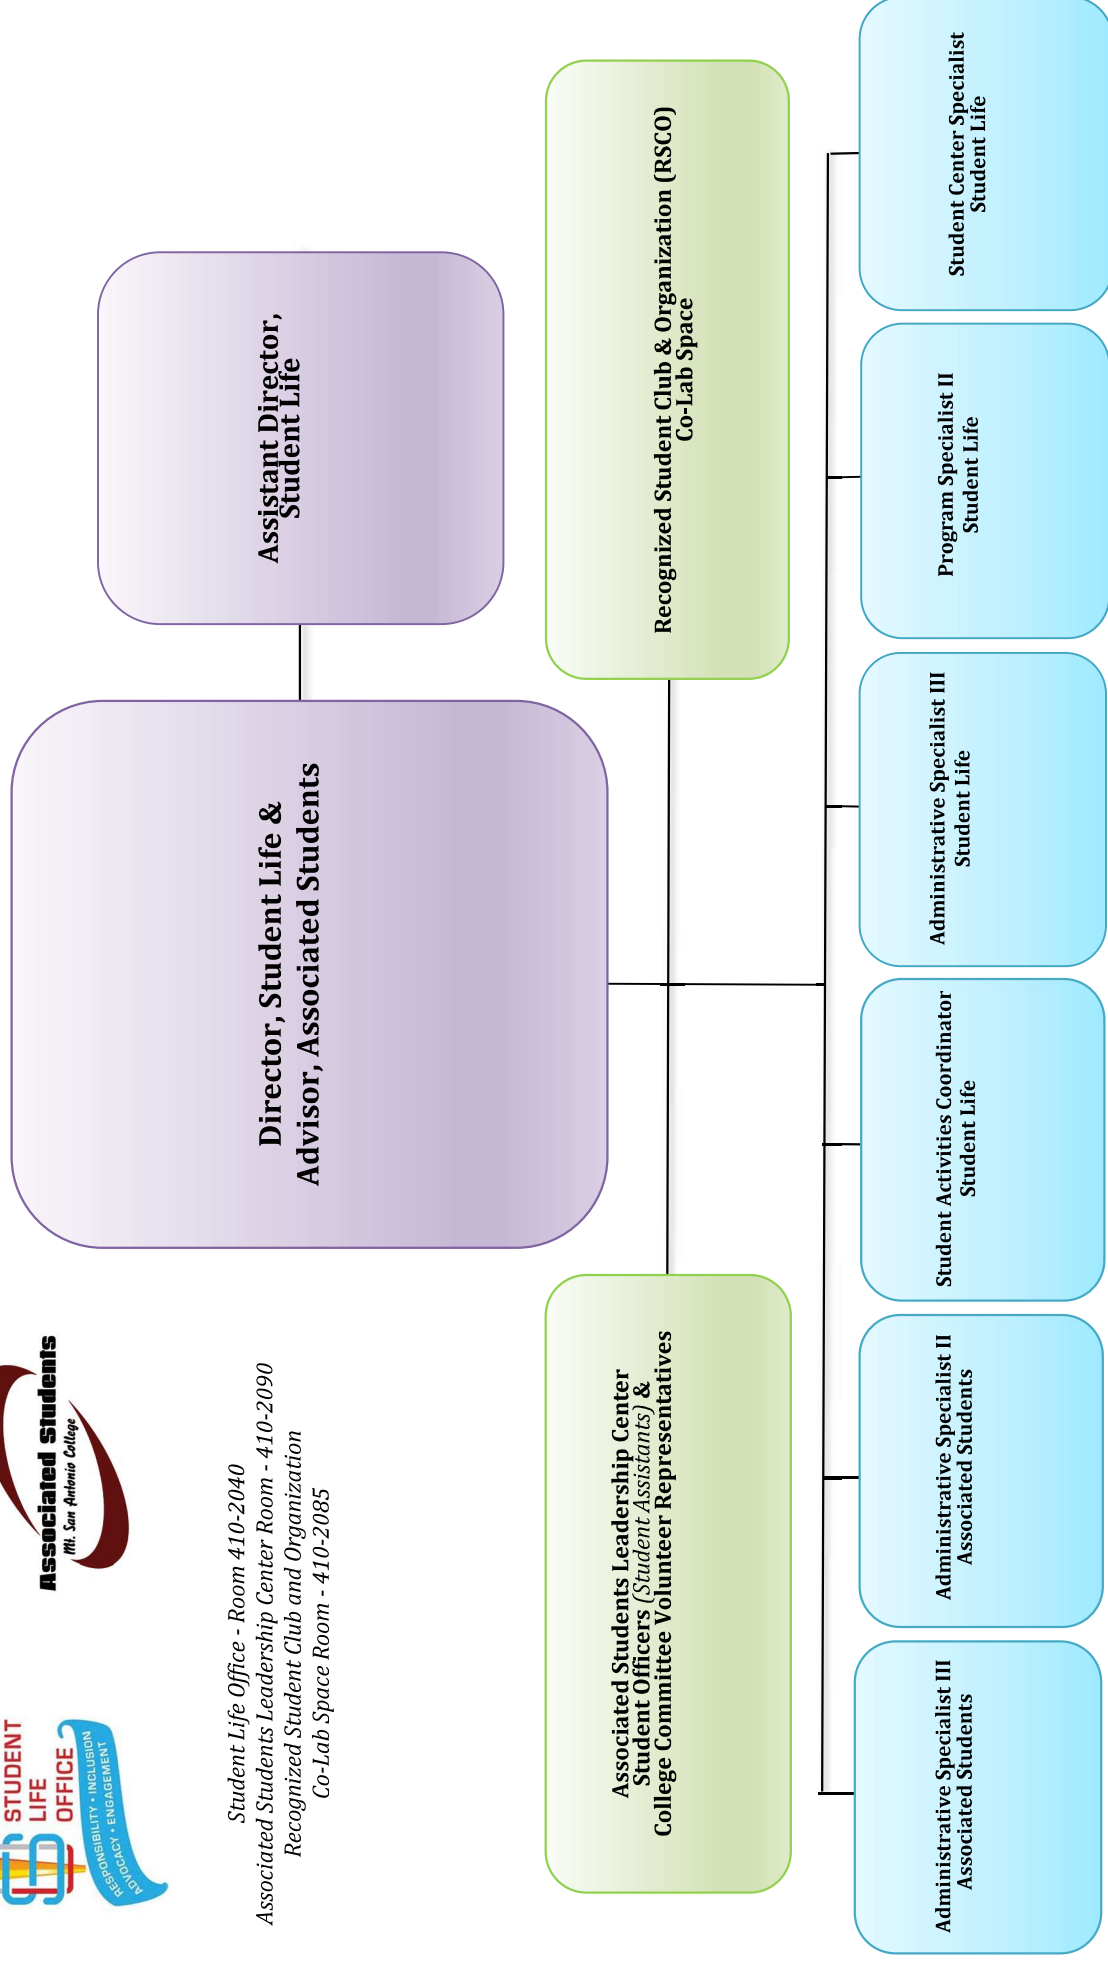 STUDENT
LIFE
OFFICE
RESPONSIBILITY • INCLUSION
ADVOCACY • ENGAGEMENT
Associated Students
Mt. San Antonio College
Student Life Office - Room 410-2040
Associated Students Leadership Center Room - 410-2090
Recognized Student Club and Organization
Co-Lab Space Room - 410-2085
Director, Student Life &
Advisor, Associated Students
Assistant Director,
Student Life
Associated Students Leadership Center
Student Officers (Student Assistants) &
College Committee Volunteer Representatives
Recognized Student Club & Organization (RSCO)
Co-Lab Space
Administrative Specialist III
Associated Students
Administrative Specialist II
Associated Students
Student Activities Coordinator
Student Life
Administrative Specialist III
Student Life
Program Specialist II
Student Life
Student Center Specialist
Student Life